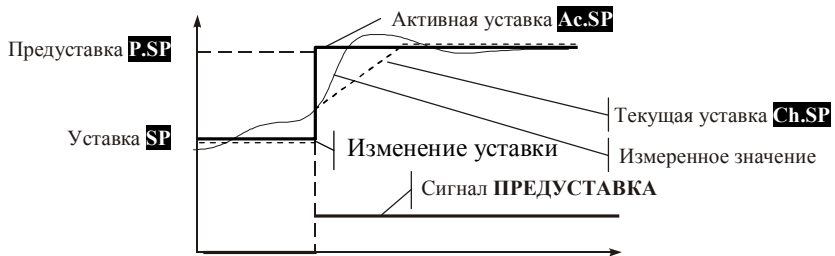 Активная уставка Ac.SP
Предуставка P.SP
Текущая уставка Ch.SP
Уставка SP
Изменение уставки
Измеренное значение
Сигнал ПРЕДУСТАВКА